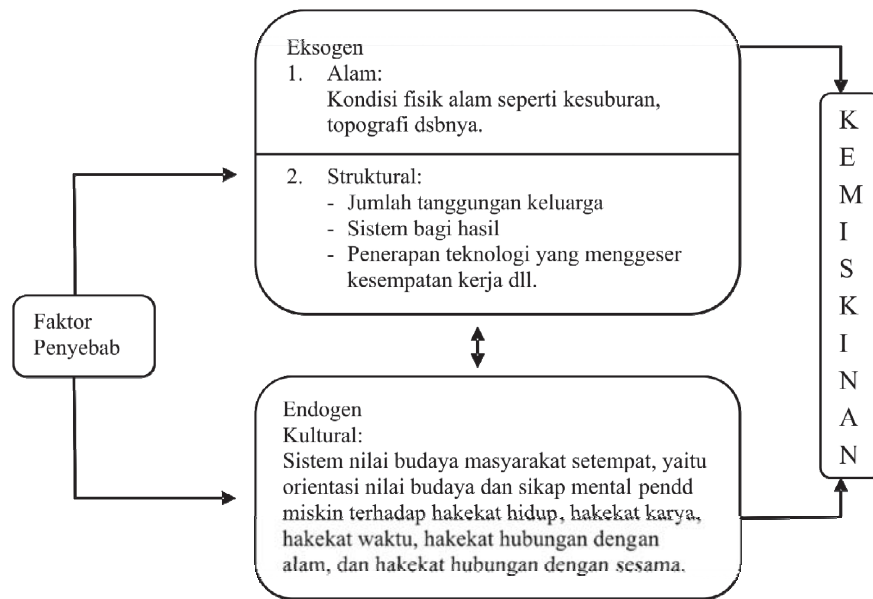 Eksogen
1. Alam:
Kondisi fisik alam seperti kesuburan,
topografi dsbnya.
2. Struktural:
- Jumlah tanggungan keluarga
- Sistem bagi hasil
- Penerapan teknologi yang menggeser
kesempatan kerja dll.
Faktor
Penyebab
Endogen
Kultural:
Sistem nilai budaya masyarakat setempat, yaitu
orientasi nilai budaya dan sikap mental pendd
miskin terhadap hakekat hidup, hakekat karya,
hakekat waktu, hakekat hubungan dengan
alam, dan hakekat hubungan dengan sesama.
K
E
M
I
S
K
I
N
A
N